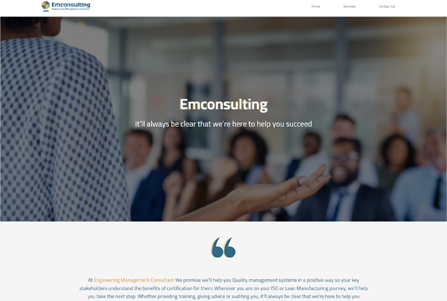 Emconsulting
Engineering Management Consultant
Home
Services
Contact Us
Emconsulting
it'll always be clear that we're here to help you succeed
At Engineering Management Consultant We promise we'll help you Quality management systems in a positive way so your key
stakeholders understand the benefits of certification for them. Wherever you are on your ISO or Lean Manufacturing journey, we'll help
you take the next step. Whether providing training, giving advice or auditing you, it'll always be clear that we're here to help you